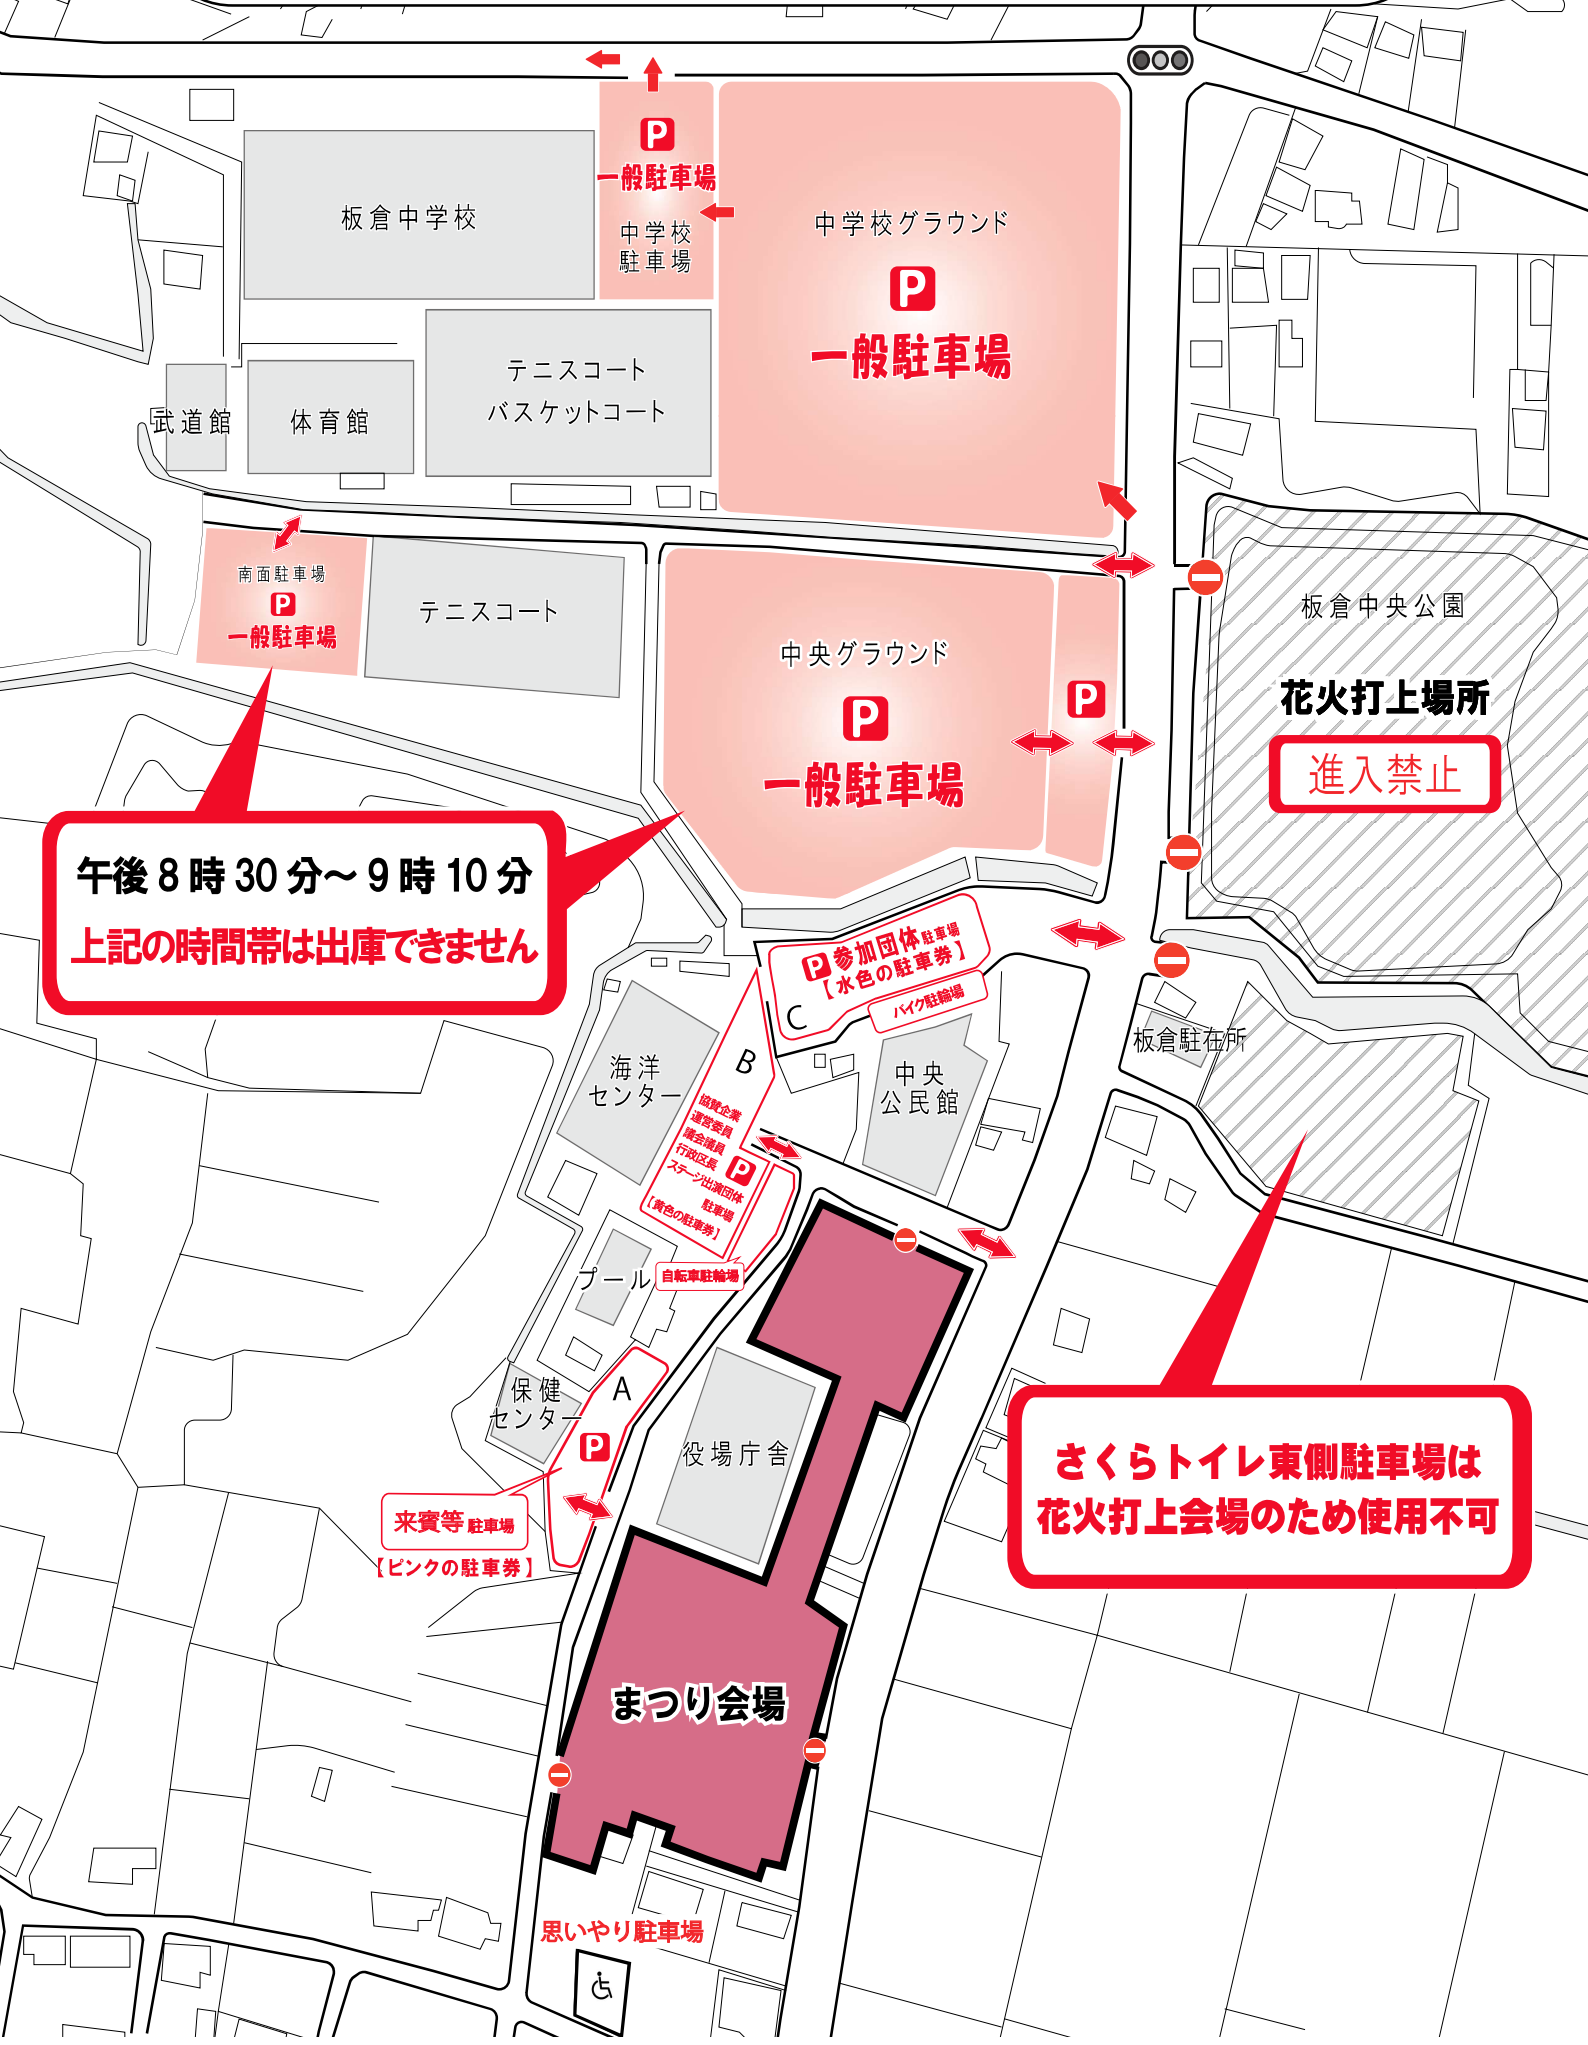 P
一般駐車場
中学校
駐車場
板倉中学校
中学校グラウンド
P
一般駐車場
テニスコート
バスケットコート
武道館
体育館
南面駐車場
P
一般駐車場
テニスコート
中央グラウンド
P
一般駐車場
P
板倉中央公園
花火打上場所
進入禁止
午後8時30分～9時10分
上記の時間帯は出庫できません
P 参加団体駐車場
【水色の駐車券】
C
バイク駐輪場
板倉駐在所
海洋
センター
B
中央
公民館
協賛企業
運営委員
議会議員
行政区長
ステージ出演団体
駐車場
P
【黄色の駐車券】
プール
自転車駐輪場
保健
センター
A
P
役場庁舎
来賓等駐車場
【ピンクの駐車券】
さくらトイレ東側駐車場は
花火打上会場のため使用不可
まつり会場
思いやり駐車場